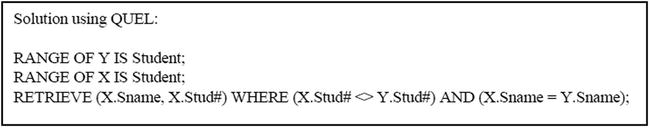 Solution using QUEL:
RANGE OF Y IS Student;
RANGE OF X IS Student;
RETRIEVE (X.Sname, X.Stud#) WHERE (X.Stud# <> Y.Stud#) AND (X.Sname = Y.Sname);